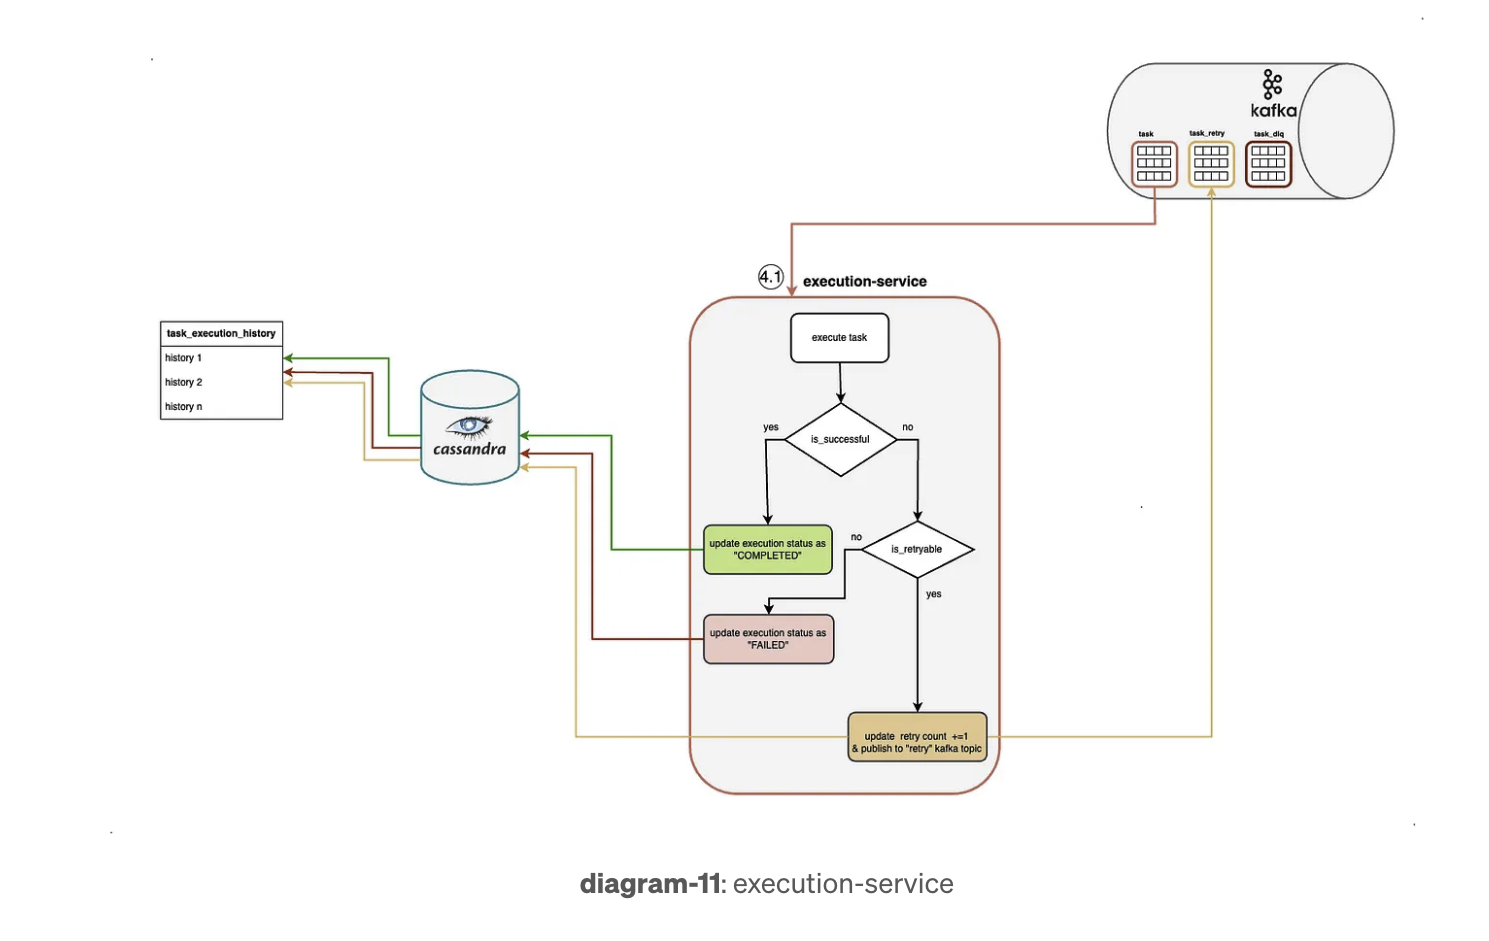 kafka
task
task_retry
task_dlq
4.1
execution-service
execute task
task_execution_history
history 1
history 2
history n
cassandra
yes
is_successful
no
update execution status as
"COMPLETED"
no
is_retryable
yes
update execution status as
"FAILED"
update retry count +=1
& publish to "retry" kafka topic
diagram-11: execution-service